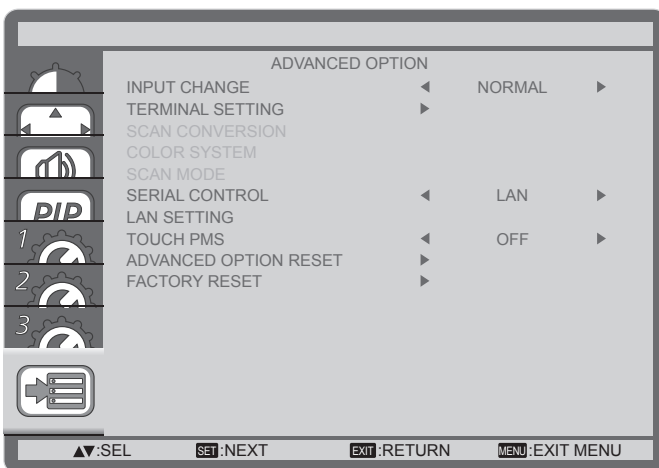 ADVANCED OPTION
INPUT CHANGE NORMAL
TERMINAL SETTING
SCAN CONVERSION
COLOR SYSTEM
SCAN MODE
SERIAL CONTROL LAN
LAN SETTING
TOUCH PMS OFF
ADVANCED OPTION RESET
FACTORY RESET
PIP
1
2
3
▲▼:SEL SET:NEXT EXIT:RETURN MENU:EXIT MENU